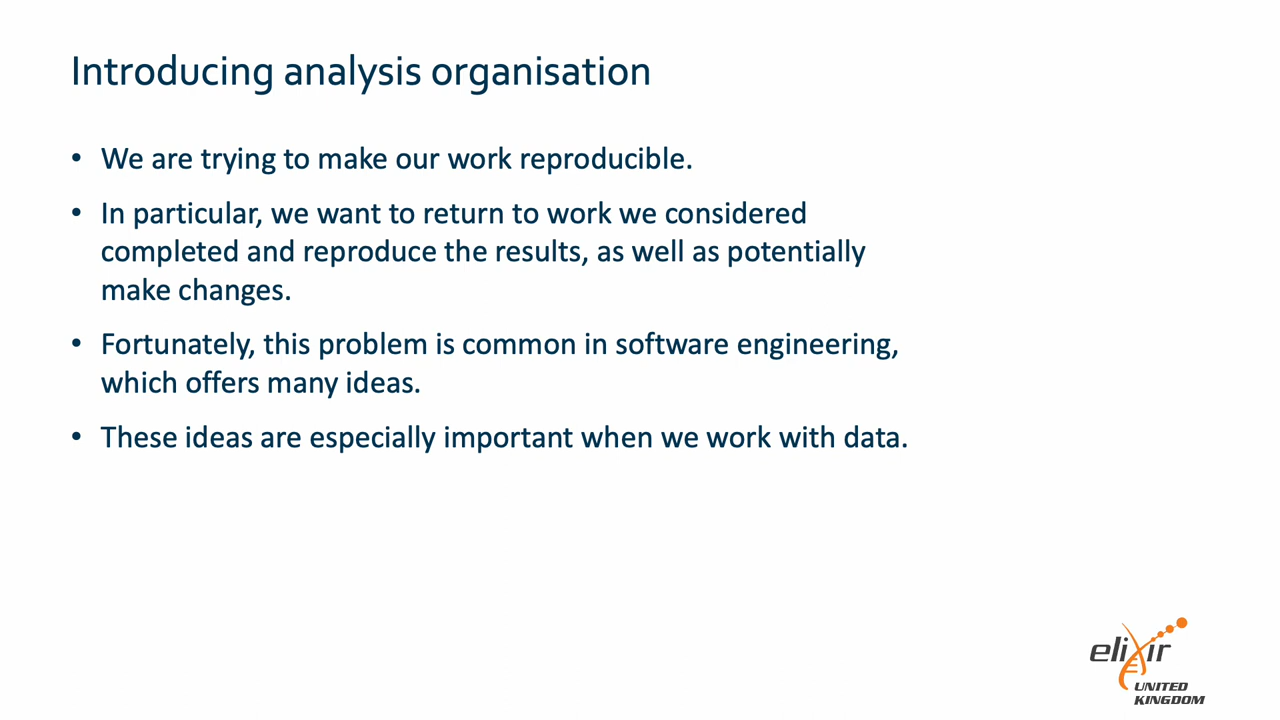 Introducing analysis organisation
• We are trying to make our work reproducible.
• In particular, we want to return to work we considered
completed and reproduce the results, as well as potentially
make changes.
• Fortunately, this problem is common in software engineering,
which offers many ideas.
• These ideas are especially important when we work with data.
elixir
UNITED
KINGDOM